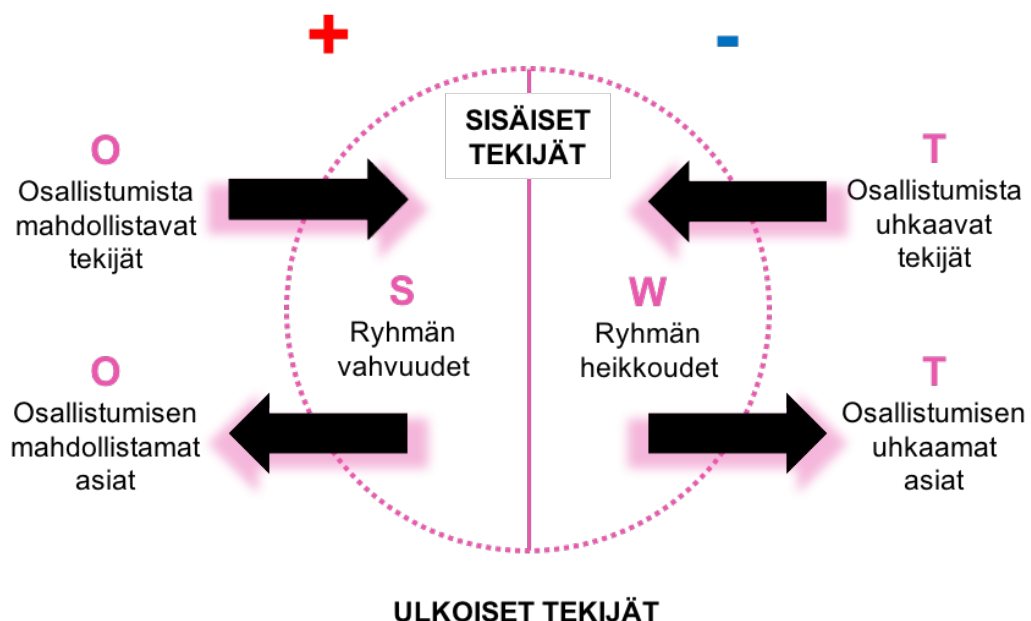 +
-
SISÄISET
TEKIJÄT
O
Osallistumista
mahdollistavat
tekijät
T
Osallistumista
uhkaavat
tekijät
S
Ryhmän
vahvuudet
W
Ryhmän
heikkoudet
O
Osallistumisen
mahdollistamat
asiat
T
Osallistumisen
uhkaamat
asiat
ULKOISET TEKIJÄT